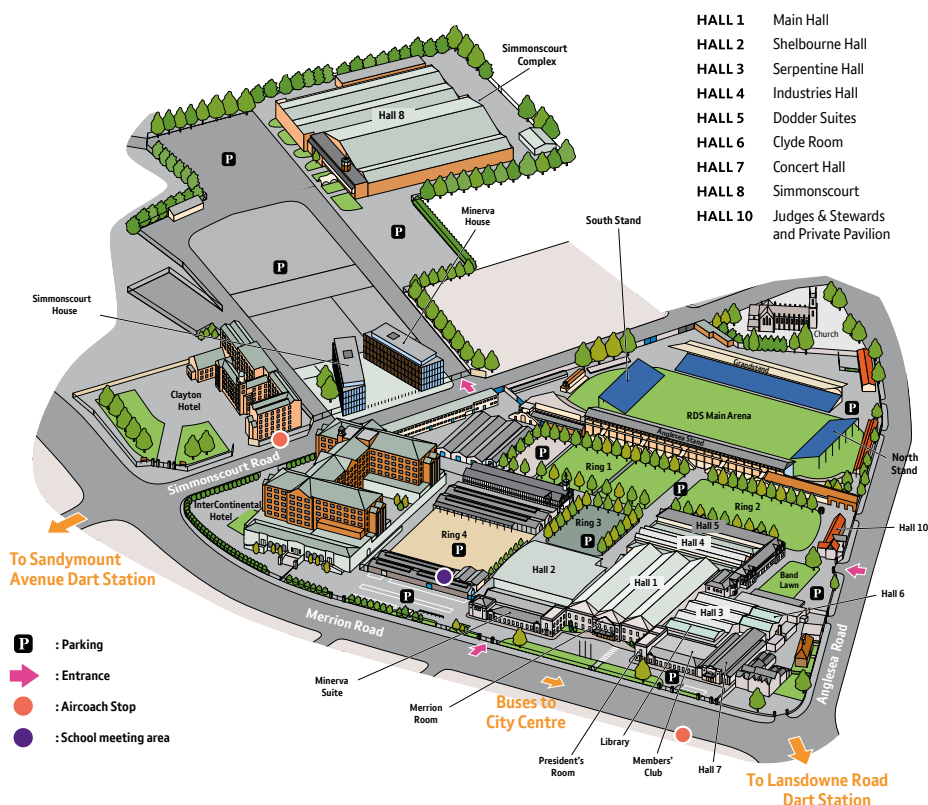 HALL 1 Main Hall
HALL 2 Shelbourne Hall
HALL 3 Serpentine Hall
HALL 4 Industries Hall
HALL 5 Dodder Suites
HALL 6 Clyde Room
HALL 7 Concert Hall
HALL 8 Simmonscourt
HALL 10 Judges & Stewards
and Private Pavilion
Simmonscourt
Complex
Hall 8
P
P
P
Minerva
House
South Stand
Simmonscourt
House
Church
Grandstand
Clayton
Hotel
RDS Main Arena
P
Anglesea Stand
North
Stand
Simmonscourt Road
P
Ring 1
P
InterContinental
Hotel
Ring 2
Ring 3
P
Hall 5
Hall 10
Ring 4
P
Hall 4
To Sandymount
Avenue Dart Station
Hall 2
Hall 1
Band
Lawn
P
Hall 6
P
Hall 3
Merrion Road
Anglesea Road
P
P : Parking
: Entrance
: Aircoach Stop
: School meeting area
Minerva
Suite
Merrion
Room
Buses to
City Centre
President's
Room
Library
Members'
Club
Hall 7
To Lansdowne Road
Dart Station